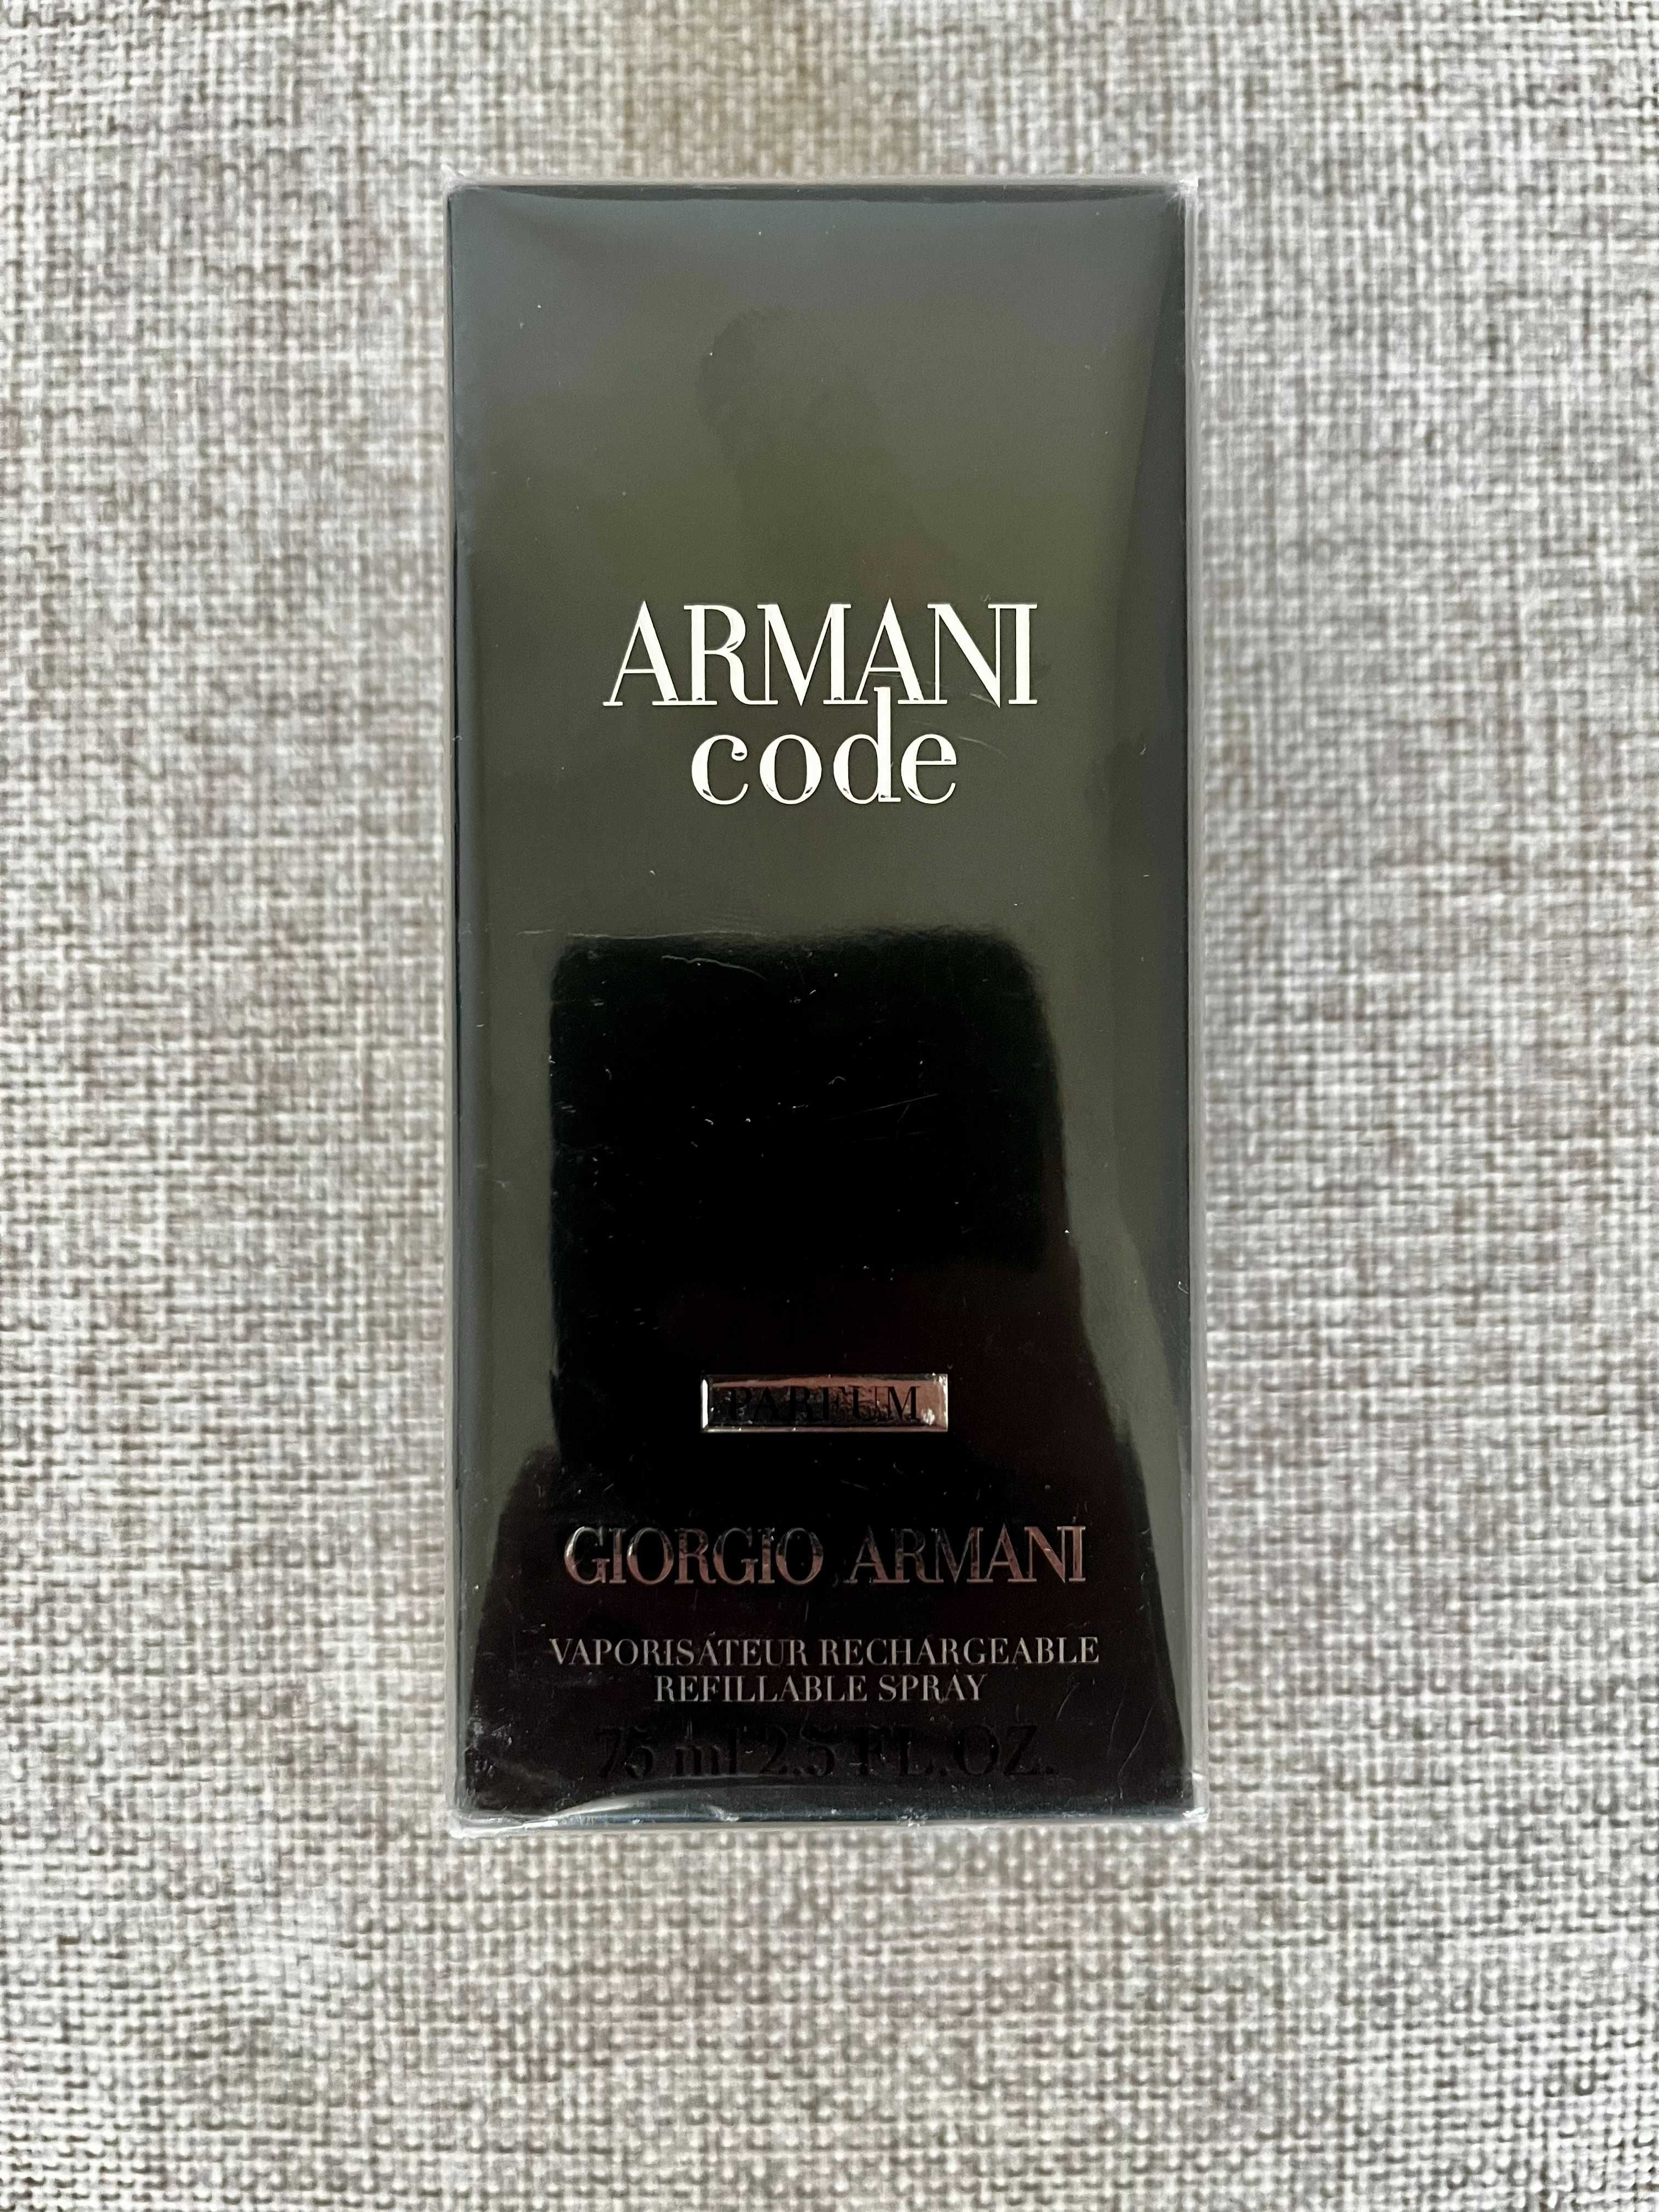 ARMANI
code
PARFUM
GIORGIO ARMANI
VAPORISATEUR RECHARGEABLE
REFILLABLE SPRAY
75 ml 2.5 FL.OZ.